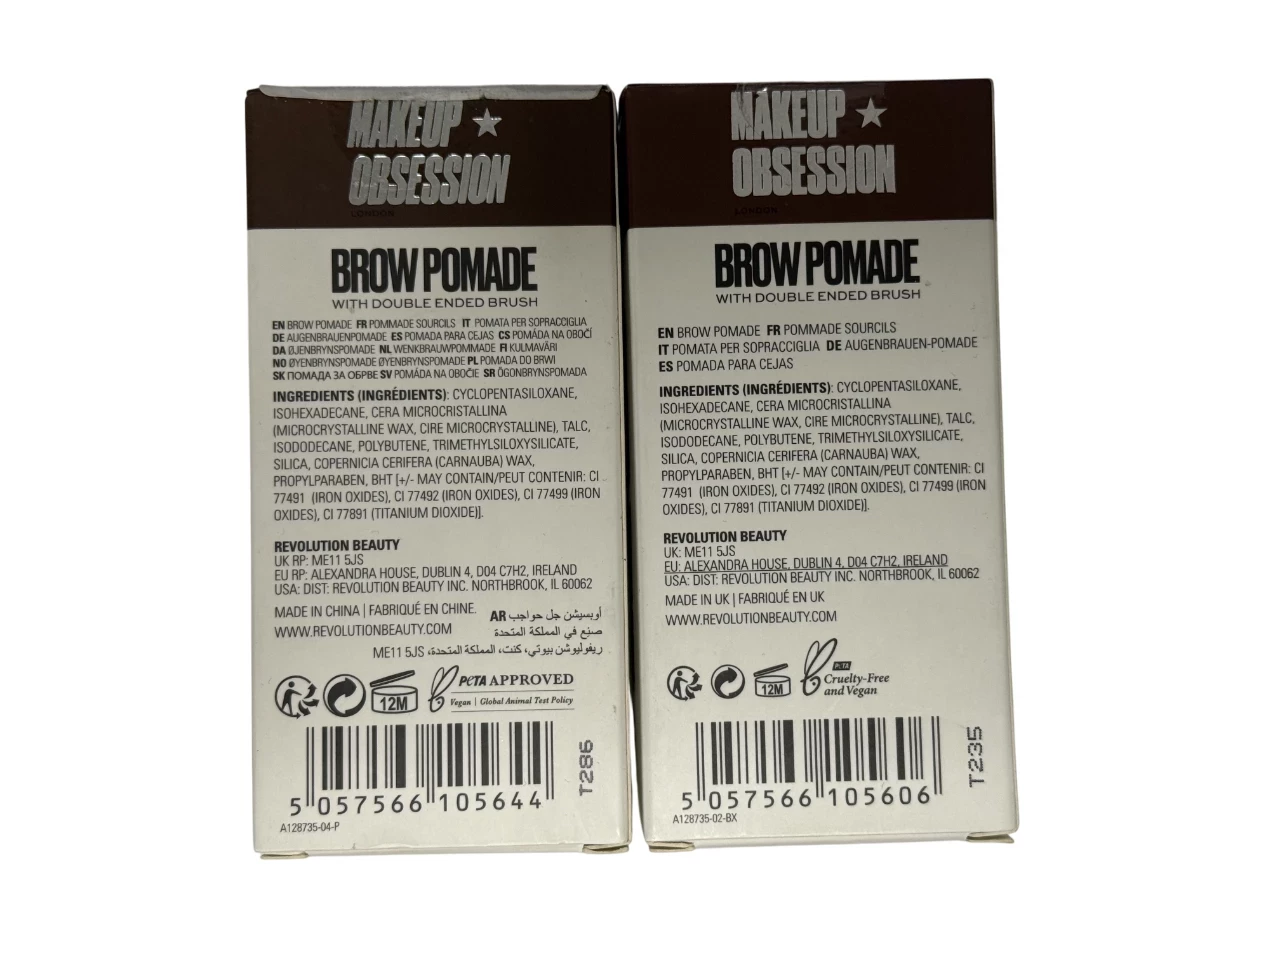 MAKEUP ★
OBSESSION
LONDON
BROW POMADE
WITH DOUBLE ENDED BRUSH
EN BROW POMADE FR POMMADE SOURCILS IT POMATA PER SOPRACCIGLIA
DE AUGENBRAUENPOMADE ES POMADA PARA CEJAS CS POMÁDA NA OBOČÍ
DA ØJENBRYNSPOMADE NL WENKBRAUWPOMMADE FI KULMAVÄRI
NO ØYENBRYNSPOMADE ØYENBRYNSPOMADE PL POMADA DO BRWI
SK ПОМАДА ЗА ОБРВЕ SV POMÁDA NA OBOČIE SR ÖGONBRYNSPOMADA
INGREDIENTS (INGRÉDIENTS): CYCLOPENTASILOXANE,
ISOHEXADECANE, CERA MICROCRISTALLINA
(MICROCRYSTALLINE WAX, CIRE MICROCRYSTALLINE), TALC,
ISODODECANE, POLYBUTENE, TRIMETHYLSILOXYSILICATE,
SILICA, COPERNICIA CERIFERA (CARNAUBA) WAX,
PROPYLPARABEN, BHT [+/- MAY CONTAIN/PEUT CONTENIR: CI
77491 (IRON OXIDES), CI 77492 (IRON OXIDES), CI 77499 (IRON
OXIDES), CI 77891 (TITANIUM DIOXIDE)].
REVOLUTION BEAUTY
UK RP: ME11 5JS
EU RP: ALEXANDRA HOUSE, DUBLIN 4, D04 C7H2, IRELAND
USA: DIST: REVOLUTION BEAUTY INC. NORTHBROOK, IL 60062
MADE IN CHINA | FABRIQUÉ EN CHINE.
WWW.REVOLUTIONBEAUTY.COM
AR أوبسيشن جل حواجب
صنع في المملكة المتحدة
ريفوليوشن بيوتي، كنت، المملكة المتحدة، ME11 5JS
12M
PETA APPROVED
Vegan | Global Animal Test Policy
5 057566 105644
T286
A128735-04-P
MAKEUP ★
OBSESSION
LONDON
BROW POMADE
WITH DOUBLE ENDED BRUSH
EN BROW POMADE FR POMMADE SOURCILS
IT POMATA PER SOPRACCIGLIA DE AUGENBRAUEN-POMADE
ES POMADA PARA CEJAS
INGREDIENTS (INGRÉDIENTS): CYCLOPENTASILOXANE,
ISOHEXADECANE, CERA MICROCRISTALLINA
(MICROCRYSTALLINE WAX, CIRE MICROCRYSTALLINE), TALC,
ISODODECANE, POLYBUTENE, TRIMETHYLSILOXYSILICATE,
SILICA, COPERNICIA CERIFERA (CARNAUBA) WAX,
PROPYLPARABEN, BHT [+/- MAY CONTAIN/PEUT CONTENIR: CI
77491 (IRON OXIDES), CI 77492 (IRON OXIDES), CI 77499 (IRON
OXIDES), CI 77891 (TITANIUM DIOXIDE)].
REVOLUTION BEAUTY
UK: ME11 5JS
EU: ALEXANDRA HOUSE, DUBLIN 4, D04 C7H2, IRELAND
USA: DIST: REVOLUTION BEAUTY INC. NORTHBROOK, IL 60062
MADE IN UK | FABRIQUÉ EN UK
WWW.REVOLUTIONBEAUTY.COM
12M
PETA
Cruelty-Free
and Vegan
5 057566 105606
T235
A128735-02-BX